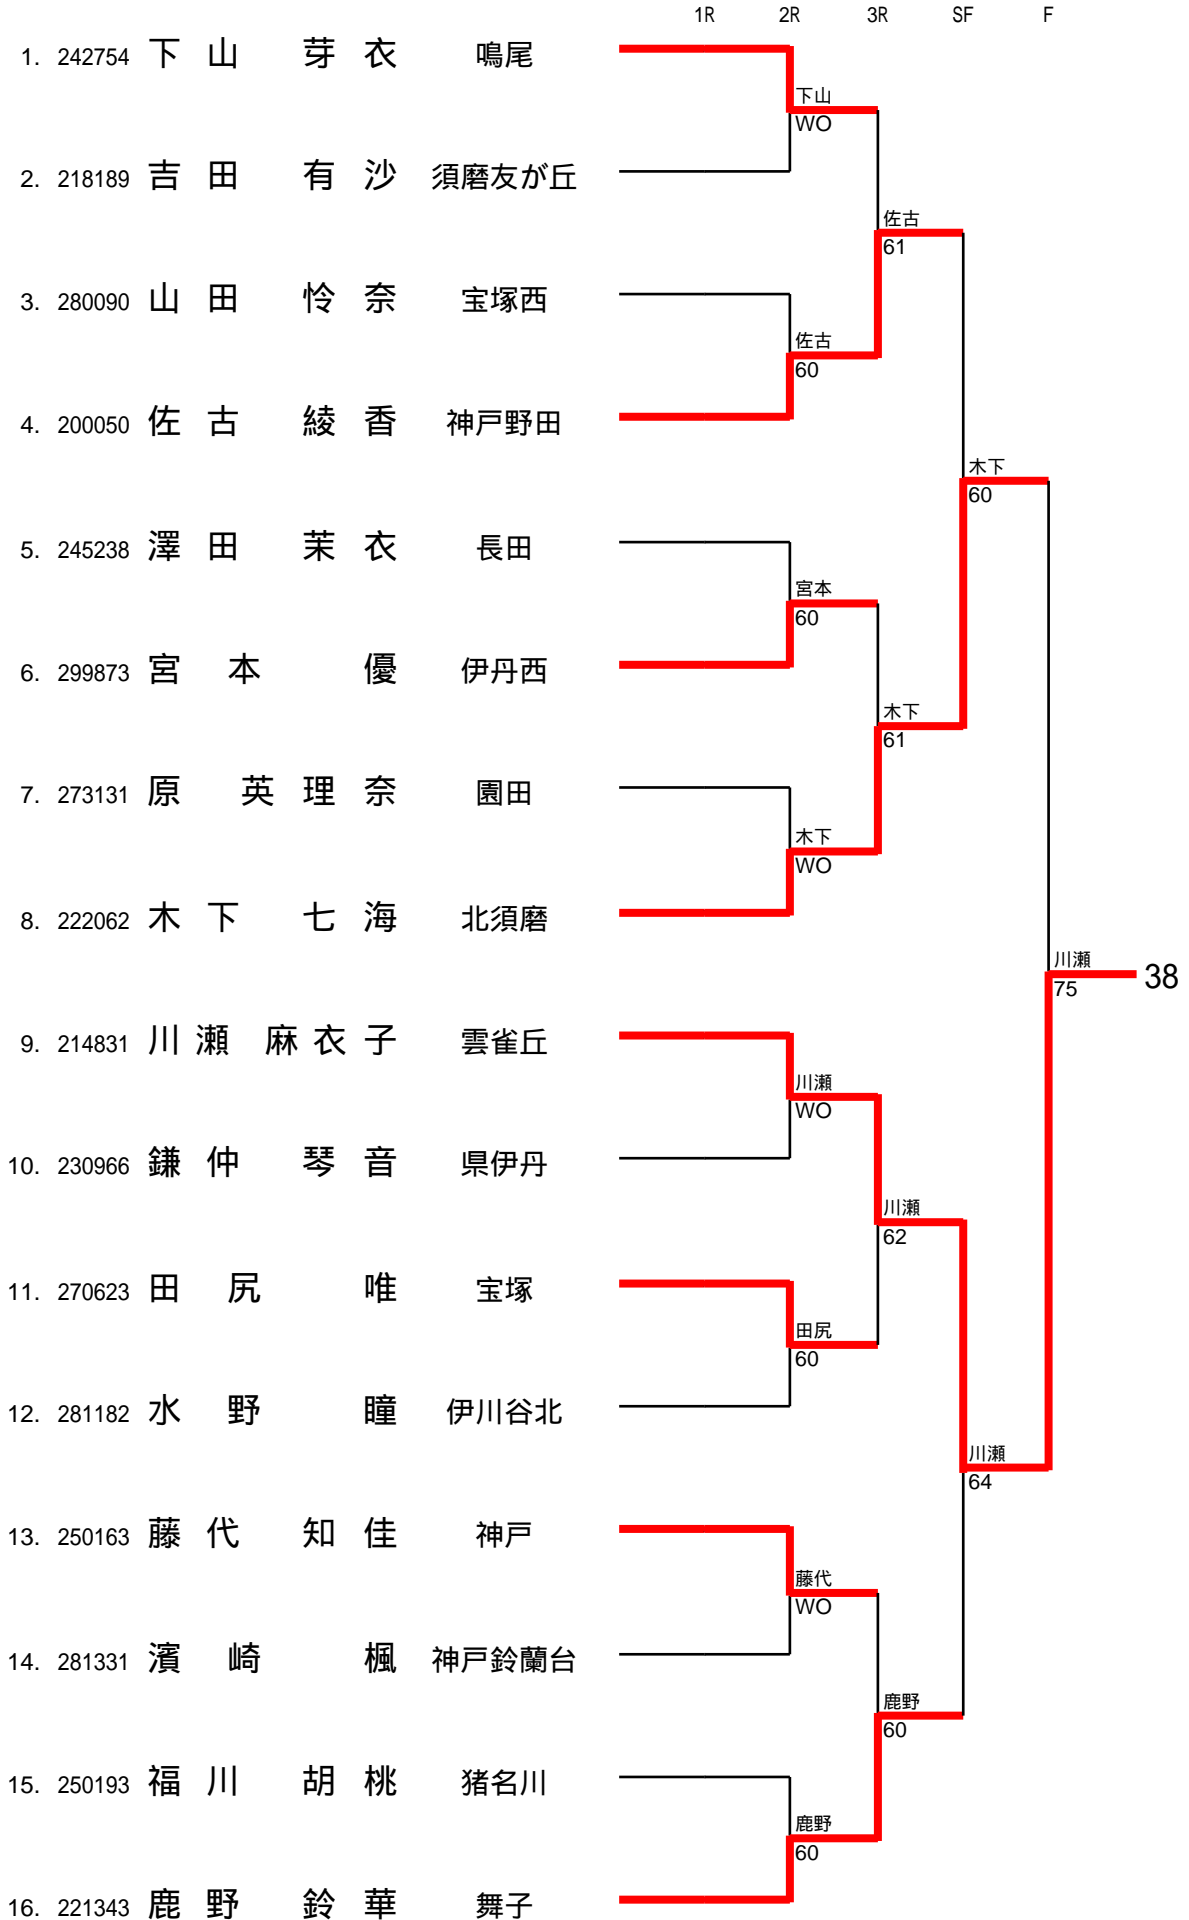 1R 2R 3R SF F
1. 242754 下山 芽衣 鳴尾
下山
WO
2. 218189 吉田 有沙 須磨友が丘
佐古
61
3. 280090 山田 怜奈 宝塚西
佐古
60
4. 200050 佐古 綾香 神戸野田
木下
60
5. 245238 澤田 茉衣 長田
宮本
60
6. 299873 宮本 優 伊丹西
木下
61
7. 273131 原 英理奈 園田
木下
WO
8. 222062 木下 七海 北須磨
川瀬
75
38
9. 214831 川瀬 麻衣子 雲雀丘
川瀬
WO
10. 230966 鎌仲 琴音 県伊丹
川瀬
62
11. 270623 田尻 唯 宝塚
田尻
60
12. 281182 水野 瞳 伊川谷北
川瀬
64
13. 250163 藤代 知佳 神戸
藤代
WO
14. 281331 濱崎 楓 神戸鈴蘭台
鹿野
60
15. 250193 福川 胡桃 猪名川
鹿野
60
16. 221343 鹿野 鈴華 舞子